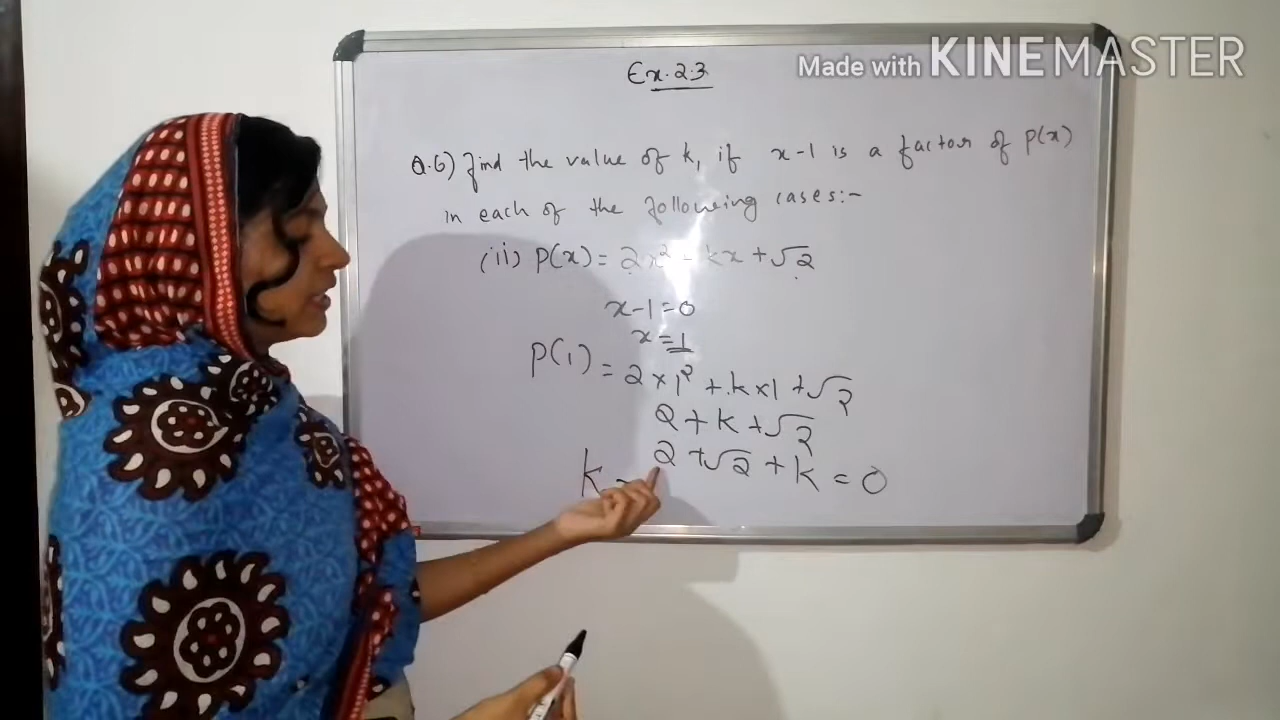 Made with KINEMASTER
Ex.2.3
Q.6) find the value of k, if x-1 is a factor of P(x)
in each of the following cases:-
(ii) P(x) = 2x² + kx + √2
x-1=0
x=1
P(1) = 2×1² + k×1 + √2
2 + k + √2
2+√2 + k = 0
k =